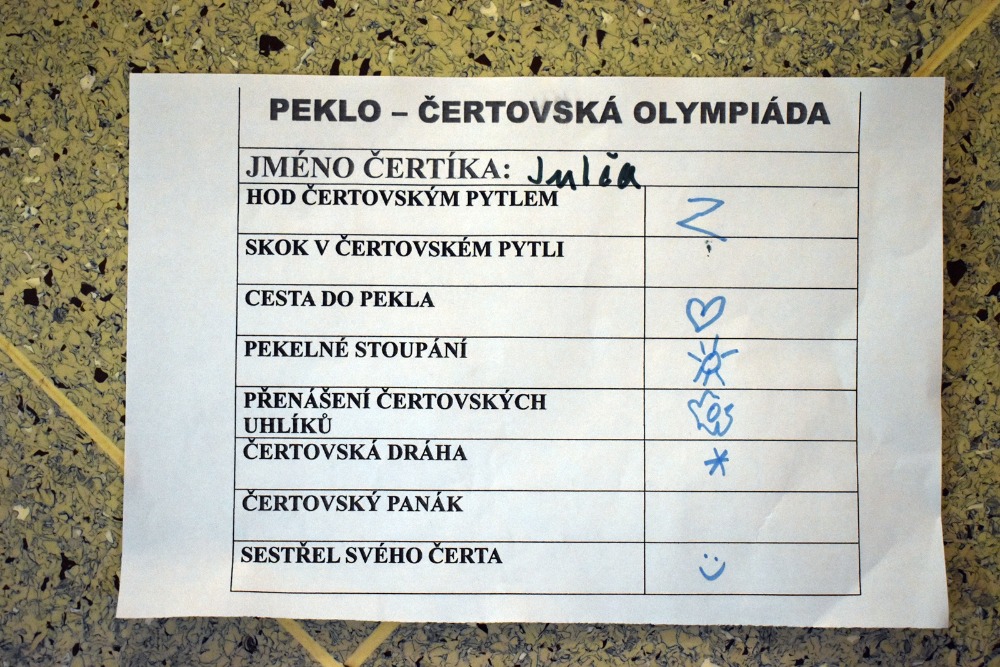 PEKLO – ČERTOVSKÁ OLYMPIÁDA
JMÉNO ČERTÍKA: Julia
HOD ČERTOVSKÝM PYTLEM
SKOK V ČERTOVSKÉM PYTLI
CESTA DO PEKLA
PEKELNÉ STOUPÁNÍ
PŘENÁŠENÍ ČERTOVSKÝCH
UHLÍKŮ
ČERTOVSKÁ DRÁHA
ČERTOVSKÝ PANÁK
SESTŘEL SVÉHO ČERTA